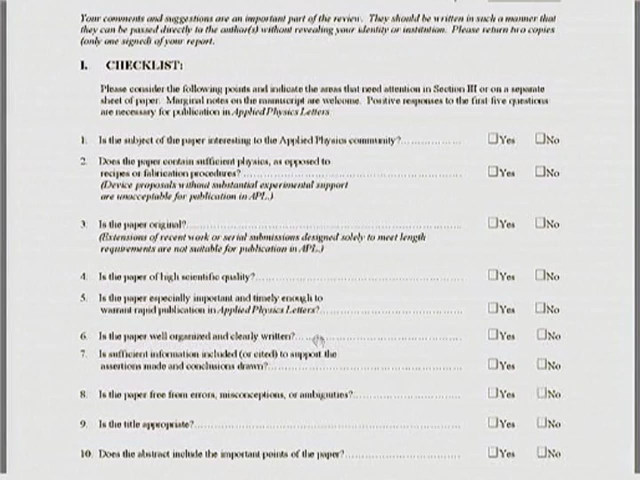 Your comments and suggestions are an important part of the review. They should be written in such a manner that
they can be passed directly to the author(s) without revealing your identity or institution. Please return two copies
(only one signed) of your report.
I. CHECKLIST:
Please consider the following points and indicate the areas that need attention in Section III or on a separate
sheet of paper. Marginal notes on the manuscript are welcome. Positive responses to the first five questions
are necessary for publication in Applied Physics Letters.
1. Is the subject of the paper interesting to the Applied Physics community? Yes No
2. Does the paper contain sufficient physics, as opposed to
recipes or fabrication procedures? Yes No
(Device proposals without substantial experimental support
are unacceptable for publication in APL.)
3. Is the paper original? Yes No
(Extensions of recent work or serial submissions designed solely to meet length
requirements are not suitable for publication in APL.)
4. Is the paper of high scientific quality? Yes No
5. Is the paper especially important and timely enough to
warrant rapid publication in Applied Physics Letters? Yes No
6. Is the paper well organized and clearly written? Yes No
7. Is sufficient information included (or cited) to support the
assertions made and conclusions drawn? Yes No
8. Is the paper free from errors, misconceptions, or ambiguities? Yes No
9. Is the title appropriate? Yes No
10. Does the abstract include the important points of the paper? Yes No